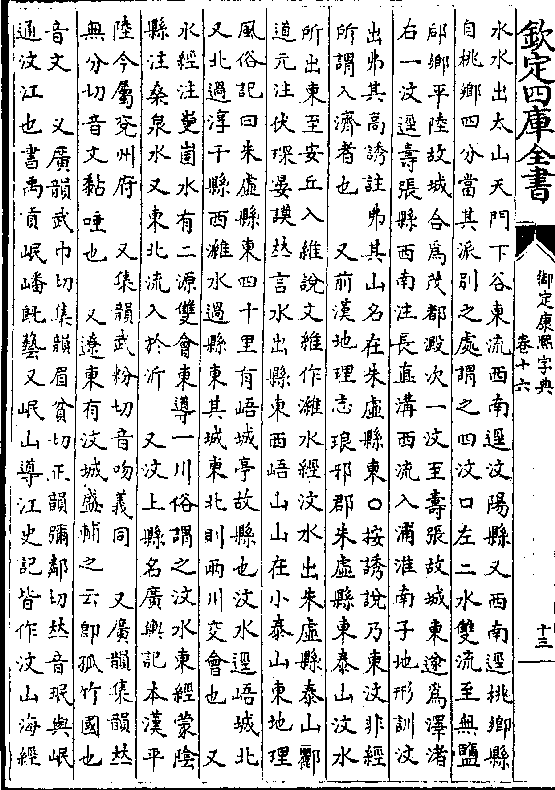 欽定四庫全書
御定康熙字典
卷十六
十三
水水出太山天門下谷東流西南逕汶陽縣又西南逕桃鄉縣
自桃鄉四分當其派别之處謂之四汶口左二水雙流至無鹽
郈鄉平陸故城合為茂都澱次一汶至壽張故城東遂為澤渚
右一汶逕壽張縣西南注長直溝西流入浦淮南子地形訓汶
出弗其高誘註弗其山名在朱虛縣東○按誘說乃東汶非經
所謂入濟者也　又前漢地理志琅邪郡朱虛縣東泰山汶水
所出東至安丘入維說文維作濰水經汶水出朱虛縣泰山酈
道元注伏琛晏謨𠀤言水出縣東西峿山山在小泰山東地理
風俗記曰朱虛縣東四十里有峿城亭故縣也汶水逕峿城北
又北過淳于縣西濰水過縣東其城東北則兩川交會也　又
水經注㠉崮水有二源雙會東導一川俗謂之汶水東經蒙陰
縣注桑泉水又東北流入於沂　又汶上縣名廣輿記本漢平
陸今屬兗州府　又集韻武粉切音吻義同　又廣韻集韻𠀤
無分切音文黏唾也　又遼東有汶城盛輔之云卽孤竹國也
音文　又廣韻武巾切集韻眉貧切正韻彌鄰切𠀤音珉與岷
通汶江也書禹貢岷嶓旣藝又岷山導江史記皆作汶山海經